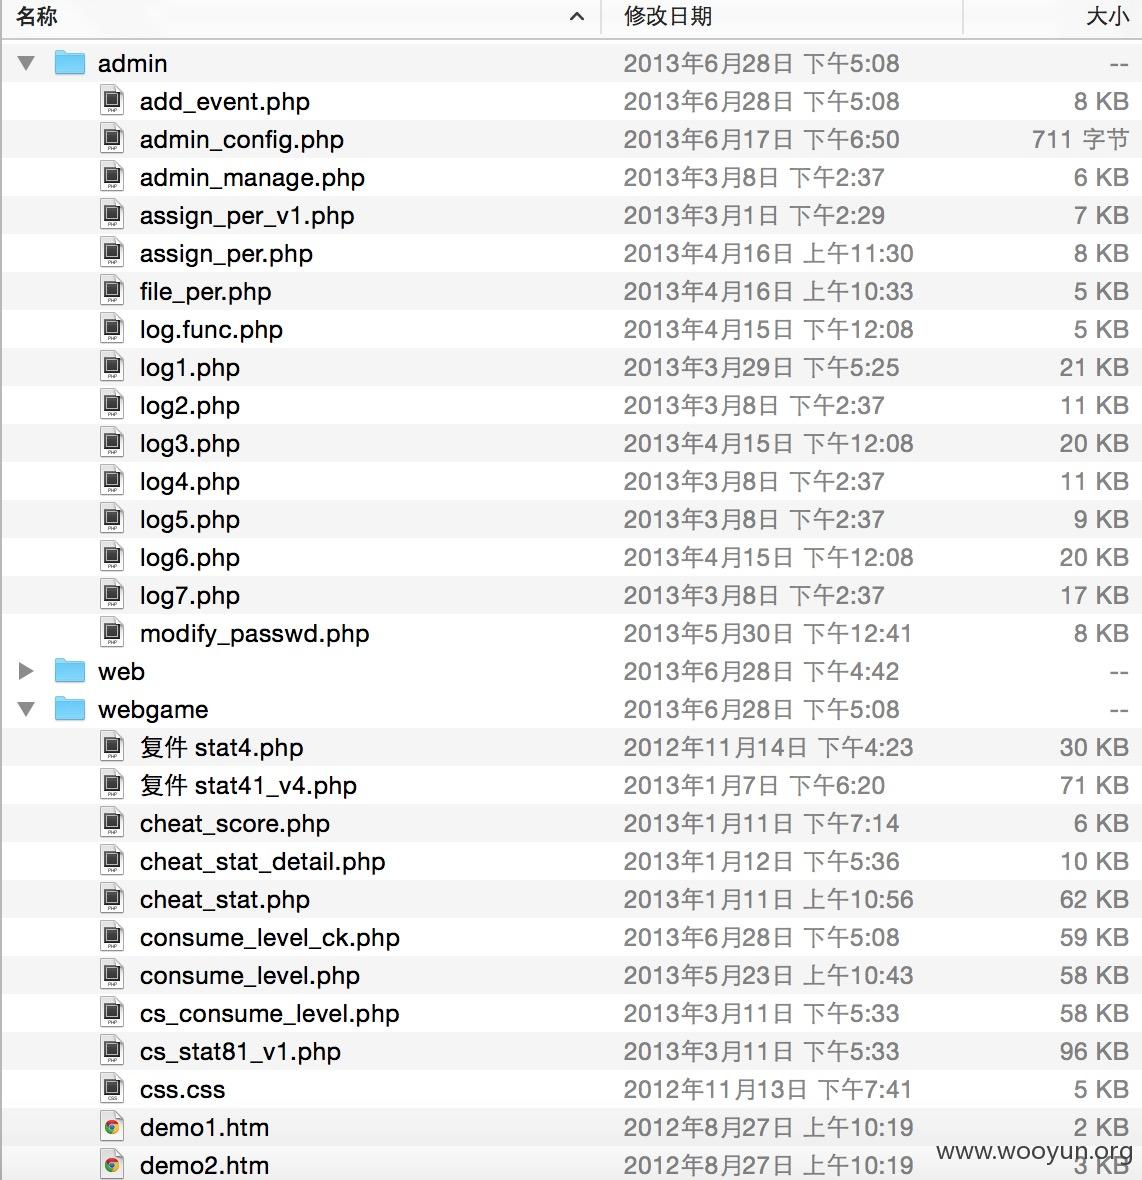 名称 修改日期 大小
admin 2013年6月28日 下午5:08 --
add_event.php 2013年6月28日 下午5:08 8 KB
admin_config.php 2013年6月17日 下午6:50 711 字节
admin_manage.php 2013年3月8日 下午2:37 6 KB
assign_per_v1.php 2013年3月1日 下午2:29 7 KB
assign_per.php 2013年4月16日 上午11:30 8 KB
file_per.php 2013年4月16日 上午10:33 5 KB
log.func.php 2013年4月15日 下午12:08 5 KB
log1.php 2013年3月29日 下午5:25 21 KB
log2.php 2013年3月8日 下午2:37 11 KB
log3.php 2013年4月15日 下午12:08 20 KB
log4.php 2013年3月8日 下午2:37 11 KB
log5.php 2013年3月8日 下午2:37 9 KB
log6.php 2013年4月15日 下午12:08 20 KB
log7.php 2013年3月8日 下午2:37 17 KB
modify_passwd.php 2013年5月30日 下午12:41 8 KB
web 2013年6月28日 下午4:42 --
webgame 2013年6月28日 下午5:08 --
复件 stat4.php 2012年11月14日 下午4:23 30 KB
复件 stat41_v4.php 2013年1月7日 下午6:20 71 KB
cheat_score.php 2013年1月11日 下午7:14 6 KB
cheat_stat_detail.php 2013年1月12日 下午5:36 10 KB
cheat_stat.php 2013年1月11日 上午10:56 62 KB
consume_level_ck.php 2013年6月28日 下午5:08 59 KB
consume_level.php 2013年5月23日 上午10:43 58 KB
cs_consume_level.php 2013年3月11日 下午5:33 58 KB
cs_stat81_v1.php 2013年3月11日 下午5:33 96 KB
css.css 2012年11月13日 下午7:41 5 KB
demo1.htm 2012年8月27日 上午10:19 2 KB
www.wooyun.org
demo2.htm 2012年8月27日 上午10:19 3 KB